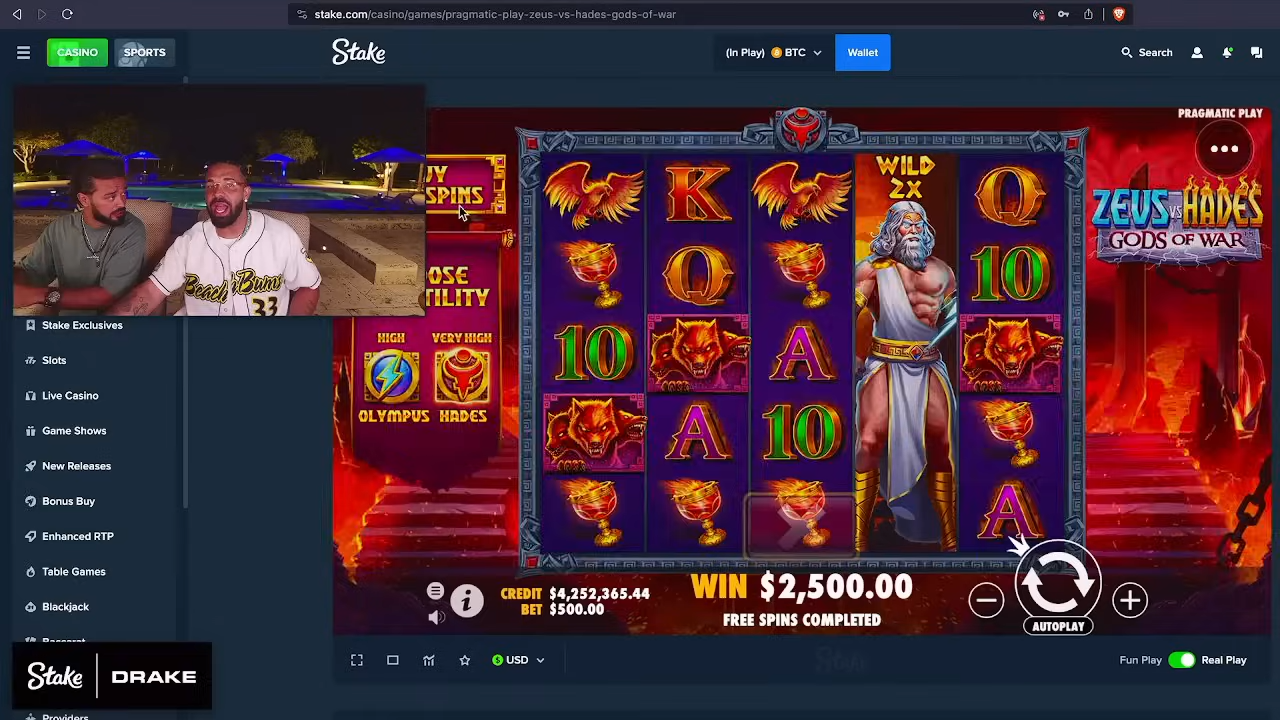 stake.com/casino/games/pragmatic-play-zeus-vs-hades-gods-of-war
CASINO
SPORTS
Stake
(In Play)
BTC
Wallet
Search
PRAGMATIC PLAY
SPINS
Beach Bums
33
OSE
TILITY
HIGH
VERY HIGH
OLYMPUS
HADES
K
WILD
2X
Q
Q
10
10
A
A
10
A
ZEUS VS HADES
GODS OF WAR
Stake Exclusives
Slots
Live Casino
Game Shows
New Releases
Bonus Buy
Enhanced RTP
Table Games
Blackjack
Baccarat
Providers
Stake
DRAKE
CREDIT $4,252,365.44
BET $500.00
WIN $2,500.00
FREE SPINS COMPLETED
AUTOPLAY
USD
Stake
Fun Play
Real Play